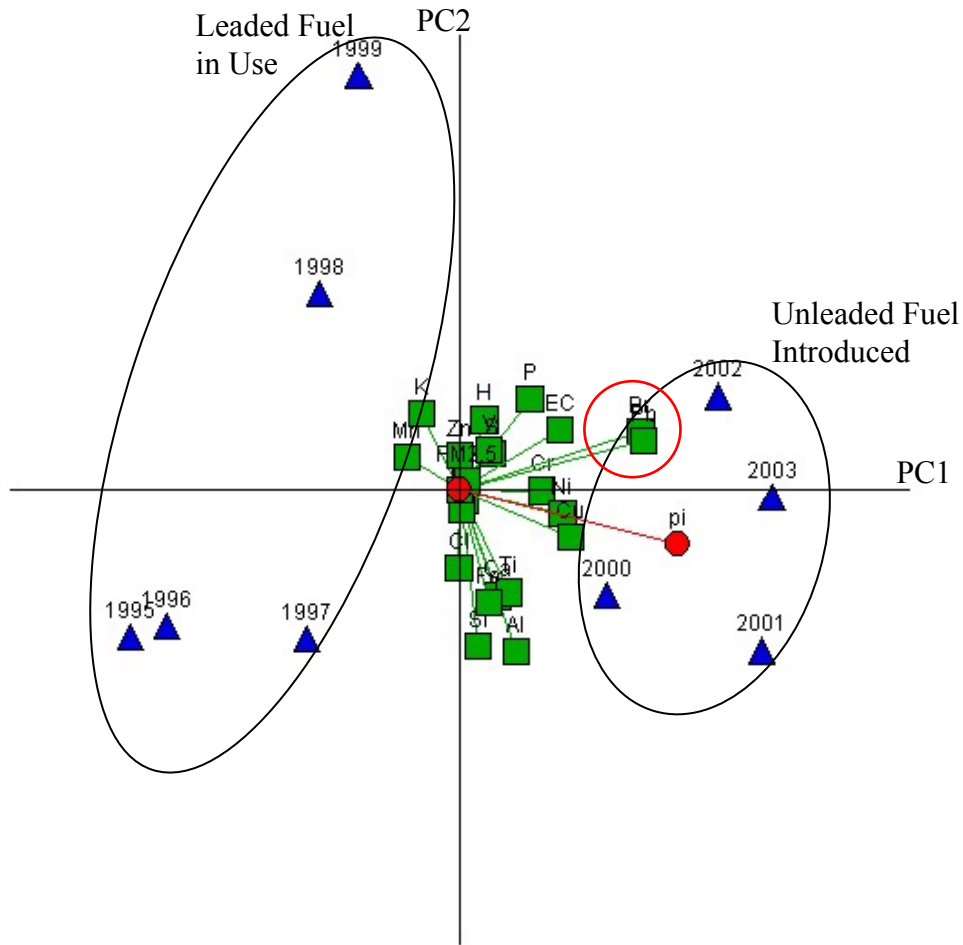 Leaded Fuel
in Use
PC2
1999
1998
Unleaded Fuel
Introduced
2002
K
H
P
EC
Br
Zn
Cr
PC1
Ni
2003
Cu
pi
Cl
Ti
2000
1995
1996
1997
Si
Al
2001